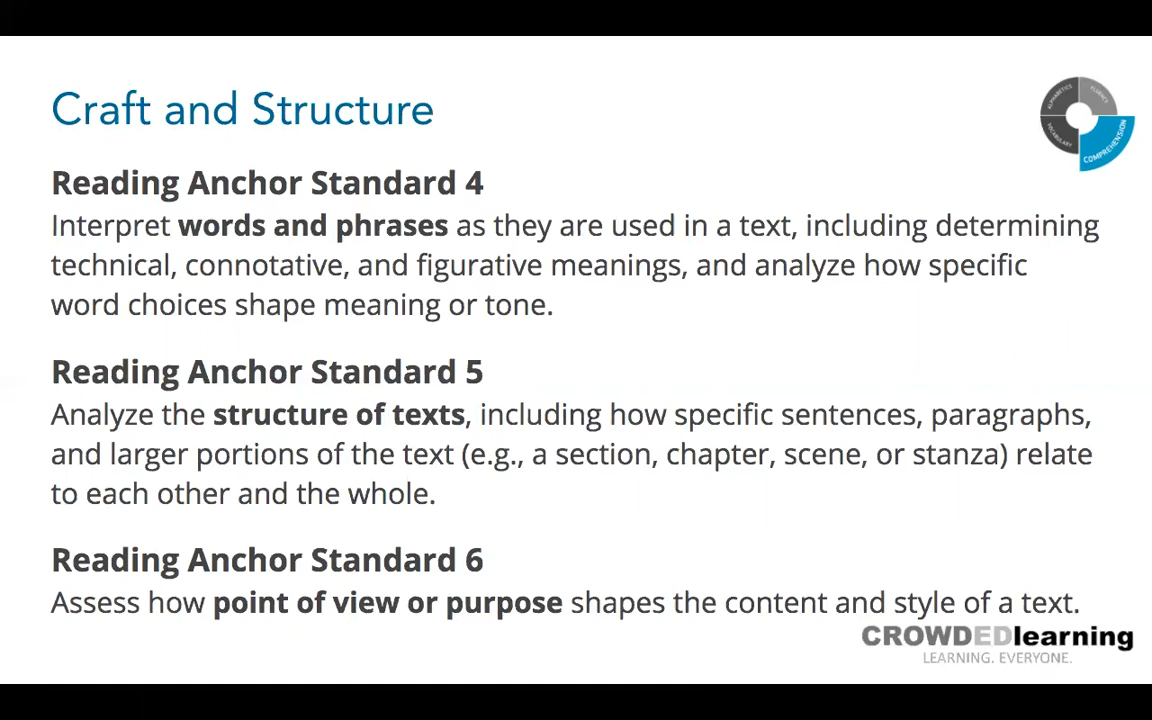 Craft and Structure
ALPHABETICS
FLUENCY
VOCABULARY
COMPREHENSION
Reading Anchor Standard 4
Interpret words and phrases as they are used in a text, including determining
technical, connotative, and figurative meanings, and analyze how specific
word choices shape meaning or tone.
Reading Anchor Standard 5
Analyze the structure of texts, including how specific sentences, paragraphs,
and larger portions of the text (e.g., a section, chapter, scene, or stanza) relate
to each other and the whole.
Reading Anchor Standard 6
Assess how point of view or purpose shapes the content and style of a text.
CROWDEDlearning
LEARNING. EVERYONE.